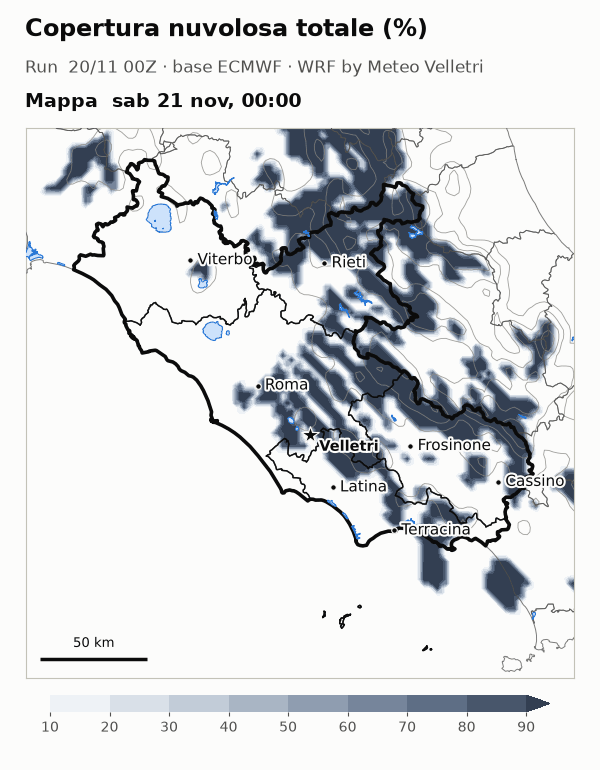 Copertura nuvolosa totale (%)
Run  20/11 00Z · base ECMWF · WRF by Meteo Velletri
Mappa  sab 21 nov, 00:00
Viterbo
Rieti
Roma
Velletri
Frosinone
Cassino
Latina
Terracina
50 km
10 20 30 40 50 60 70 80 90